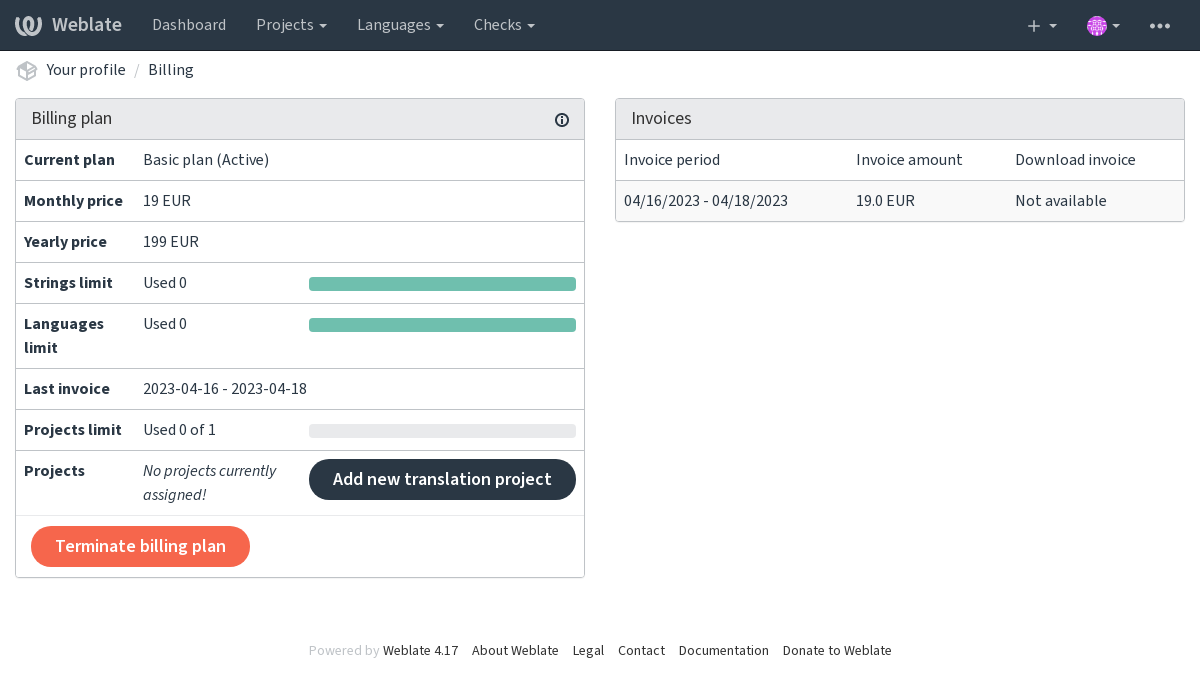 Weblate Dashboard Projects Languages Checks
Your profile / Billing
Billing plan
Current plan Basic plan (Active)
Monthly price 19 EUR
Yearly price 199 EUR
Strings limit Used 0
Languages limit Used 0
Last invoice 2023-04-16 - 2023-04-18
Projects limit Used 0 of 1
Projects No projects currently assigned! Add new translation project
Terminate billing plan
Invoices
Invoice period Invoice amount Download invoice
04/16/2023 - 04/18/2023 19.0 EUR Not available
Powered by Weblate 4.17 About Weblate Legal Contact Documentation Donate to Weblate